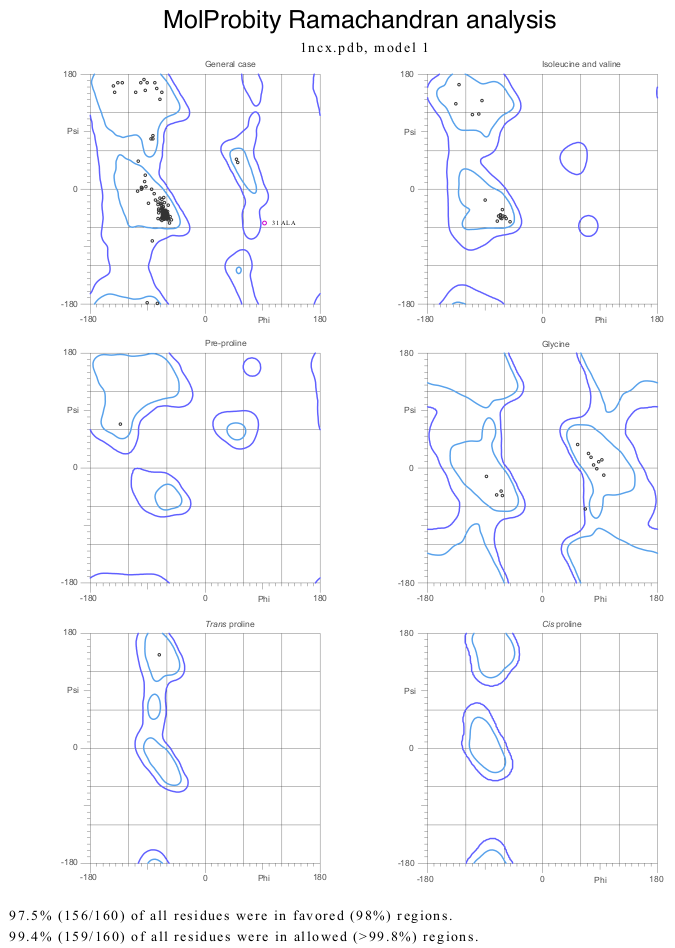 MolProbity Ramachandran analysis
1ncx.pdb, model 1
General case
Isoleucine and valine
180
180
Psi
Psi
0
0
31 ALA
-180
-180
-180
0
Phi
180
-180
0
Phi
180
Pre-proline
Glycine
180
180
Psi
Psi
0
0
-180
-180
-180
0
Phi
180
-180
0
Phi
180
Trans proline
Cis proline
180
180
Psi
Psi
0
0
-180
-180
-180
0
Phi
180
-180
0
Phi
180
97.5% (156/160) of all residues were in favored (98%) regions.
99.4% (159/160) of all residues were in allowed (>99.8%) regions.